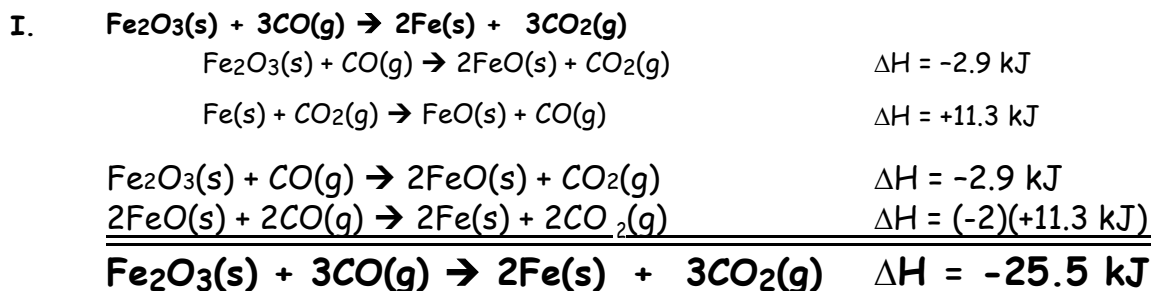 I. Fe2O3(s) + 3CO(g) → 2Fe(s) + 3CO2(g)
Fe2O3(s) + CO(g) → 2FeO(s) + CO2(g) ΔH = -2.9 kJ
Fe(s) + CO2(g) → FeO(s) + CO(g) ΔH = +11.3 kJ
Fe2O3(s) + CO(g) → 2FeO(s) + CO2(g) ΔH = -2.9 kJ
2FeO(s) + 2CO(g) → 2Fe(s) + 2CO 2(g) ΔH = (-2)(+11.3 kJ)
Fe2O3(s) + 3CO(g) → 2Fe(s) + 3CO2(g) ΔH = -25.5 kJ